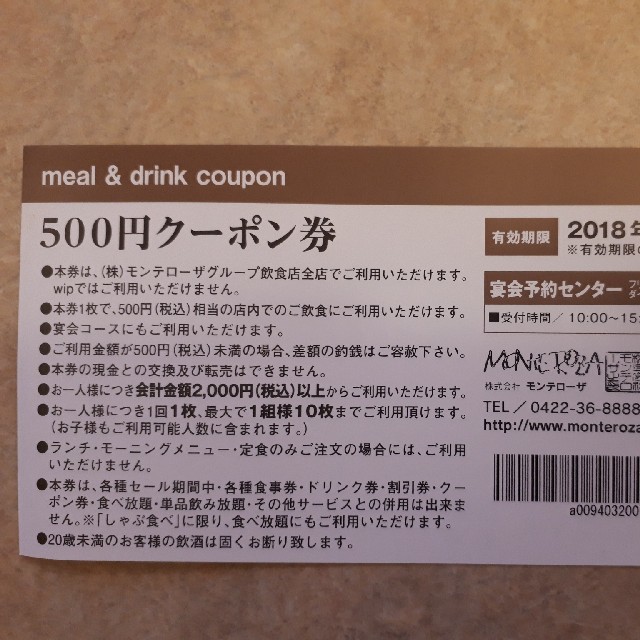 meal & drink coupon
500円クーポン券
●本券は、(株)モンテローザグループ飲食店全店でご利用いただけます。
wipではご利用いただけません。
●本券1枚で、500円(税込)相当の店内でのご飲食にご利用いただけます。
●宴会コースにもご利用いただけます。
●ご利用金額が500円(税込)未満の場合、差額の釣銭はご容赦下さい。
●本券の現金との交換及び転売はできません。
●お一人様につき会計金額2,000円(税込)以上からご利用いただけます。
●お一人様につき1回1枚、最大で1組様10枚までご利用頂けます。
(お子様もご利用可能人数に含まれます。)
●ランチ・モーニングメニュー・定食のみご注文の場合には、ご利用
いただけません。
●本券は、各種セール期間中・各種食事券・ドリンク券・割引券・クー
ポン券・食べ放題・単品飲み放題・その他サービスとの併用は出来ま
せん。※「しゃぶ食べ」に限り、食べ放題にもご利用いただけます。
●20歳未満のお客様の飲酒は固くお断り致します。
有効期限 2018年
※有効期限の
宴会予約センター フリ
ダイ
■受付時間/10:00~15:
MONTEROZA
株式会社 モンテローザ
TEL/0422-36-8888
http://www.monteroza
a009403200